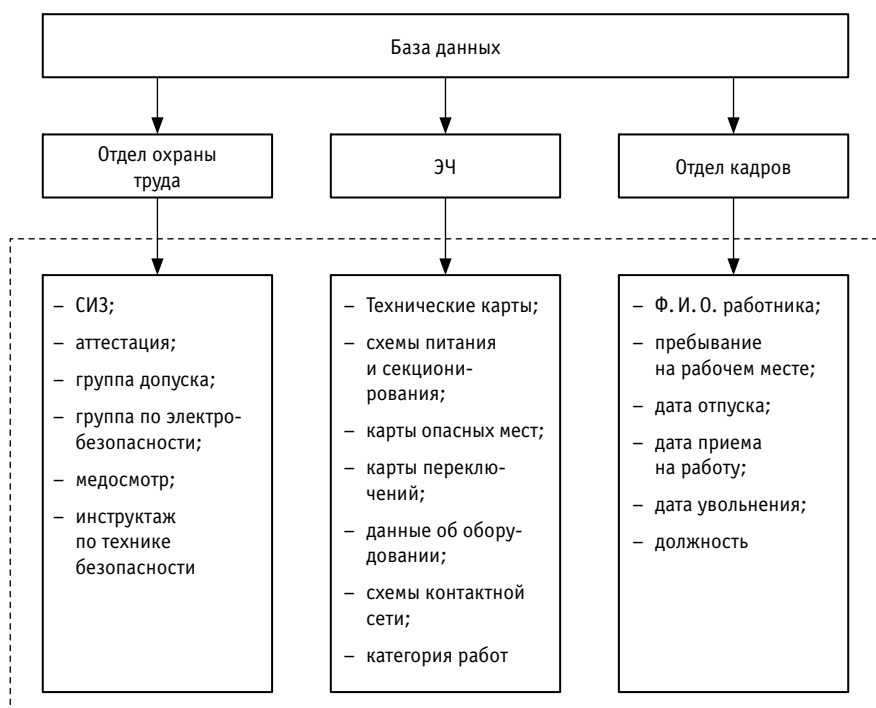 База данных
Отдел охраны
труда
ЭЧ
Отдел кадров
– СИЗ;
– аттестация;
– группа допуска;
– группа по электро-
безопасности;
– медосмотр;
– инструктаж
по технике
безопасности
– Технические карты;
– схемы питания
и секциони-
рования;
– карты опасных мест;
– карты переклю-
чений;
– данные об обору-
довании;
– схемы контактной
сети;
– категория работ
– Ф. И. О. работника;
– пребывание
на рабочем месте;
– дата отпуска;
– дата приема
на работу;
– дата увольнения;
– должность